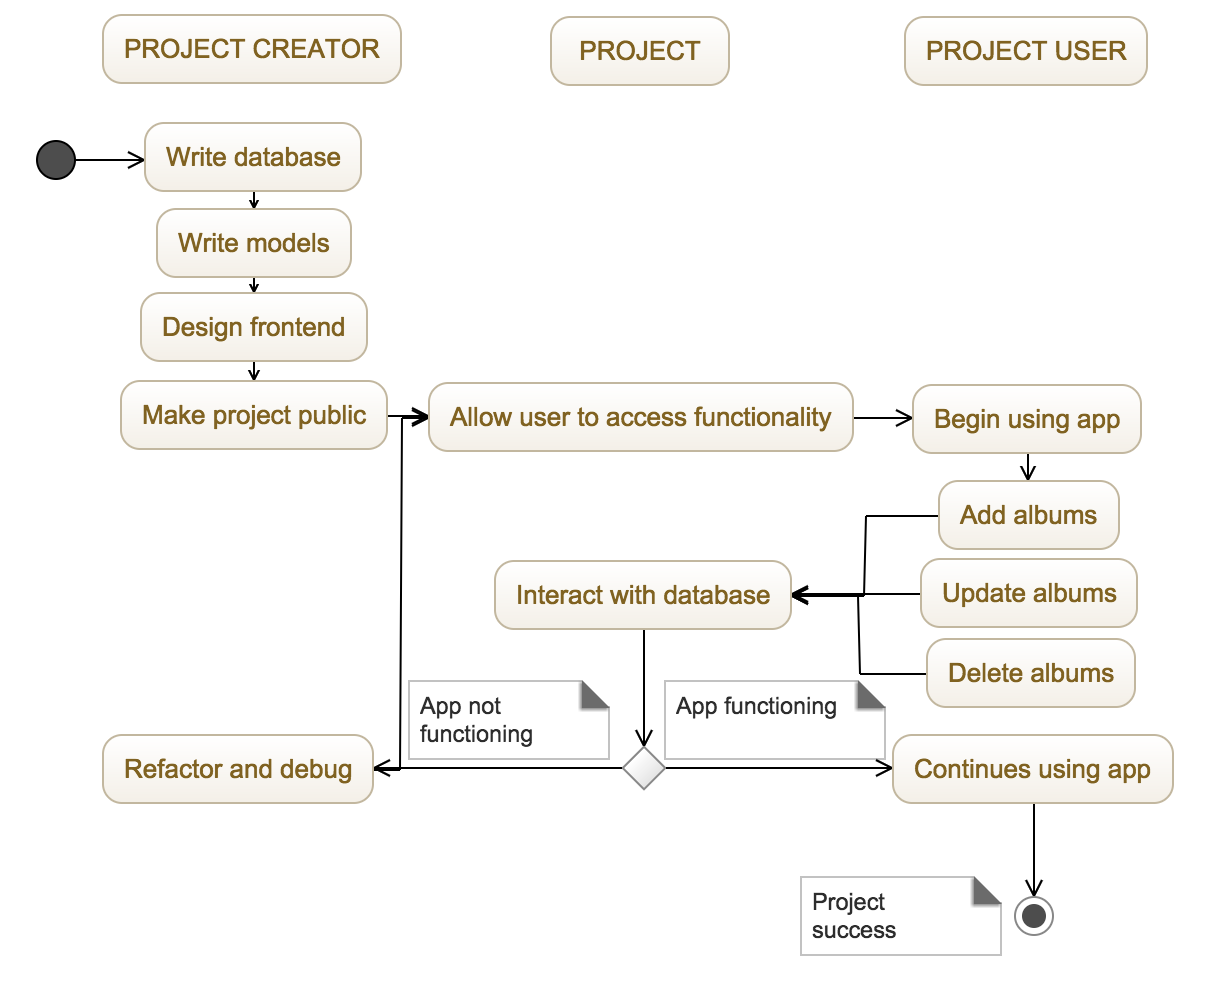 PROJECT CREATOR
PROJECT
PROJECT USER
Write database
Write models
Design frontend
Make project public
Allow user to access functionality
Begin using app
Add albums
Interact with database
Update albums
Delete albums
App not
functioning
App functioning
Refactor and debug
Continues using app
Project
success